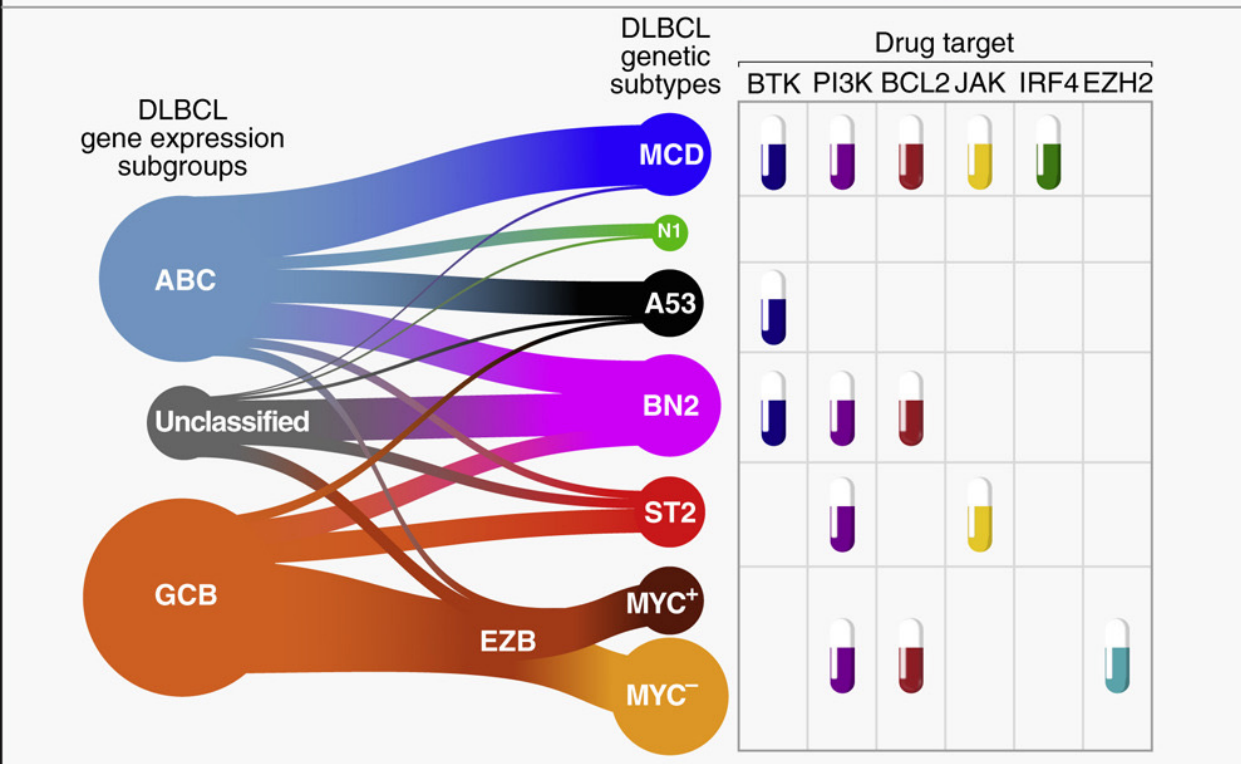 DLBCL
genetic
subtypes
Drug target
BTK PI3K BCL2 JAK IRF4 EZH2
DLBCL
gene expression
subgroups
MCD
N1
ABC
A53
BN2
Unclassified
ST2
GCB
MYC⁺
EZB
MYC⁻